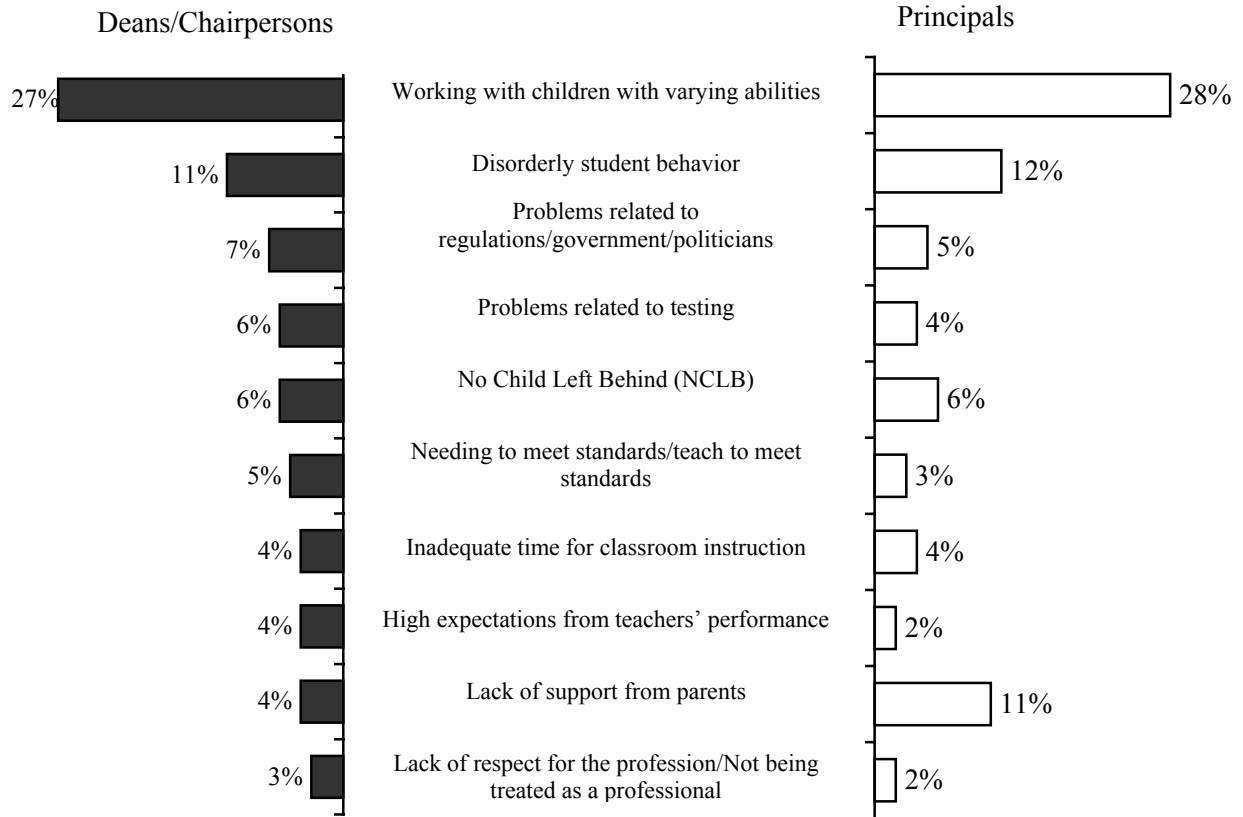 Deans/Chairpersons
Principals
27%
Working with children with varying abilities
28%
11%
Disorderly student behavior
12%
7%
Problems related to
regulations/government/politicians
5%
6%
Problems related to testing
4%
6%
No Child Left Behind (NCLB)
6%
5%
Needing to meet standards/teach to meet
standards
3%
4%
Inadequate time for classroom instruction
4%
4%
High expectations from teachers’ performance
2%
4%
Lack of support from parents
11%
3%
Lack of respect for the profession/Not being
treated as a professional
2%